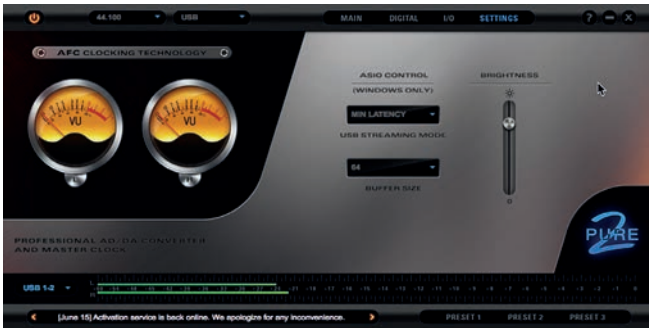 44.100 USB MAIN DIGITAL I/O SETTINGS ? 
AFC CLOCKING TECHNOLOGY
VU VU
ASIO CONTROL
(WINDOWS ONLY)
BRIGHTNESS
MIN LATENCY
USB STREAMING MODE
64
BUFFER SIZE
PROFESSIONAL AD/DA CONVERTER
AND MASTER CLOCK
PURE
2
USB 1-2
[June 15] Activation service is back online. We apologize for any inconvenience.
PRESET 1 PRESET 2 PRESET 3